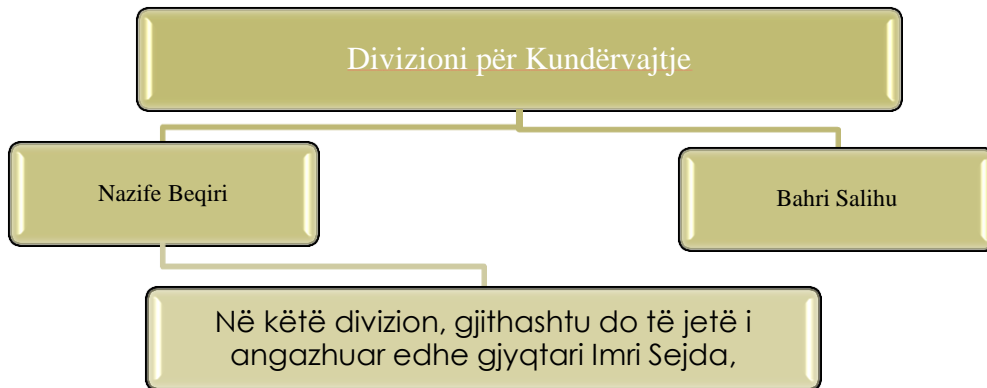 Divizioni për Kundërvajtje
Nazife Beqiri
Bahri Salihu
Në këtë divizion, gjithashtu do të jetë i
angazhuar edhe gjyqtari Imri Sejda,